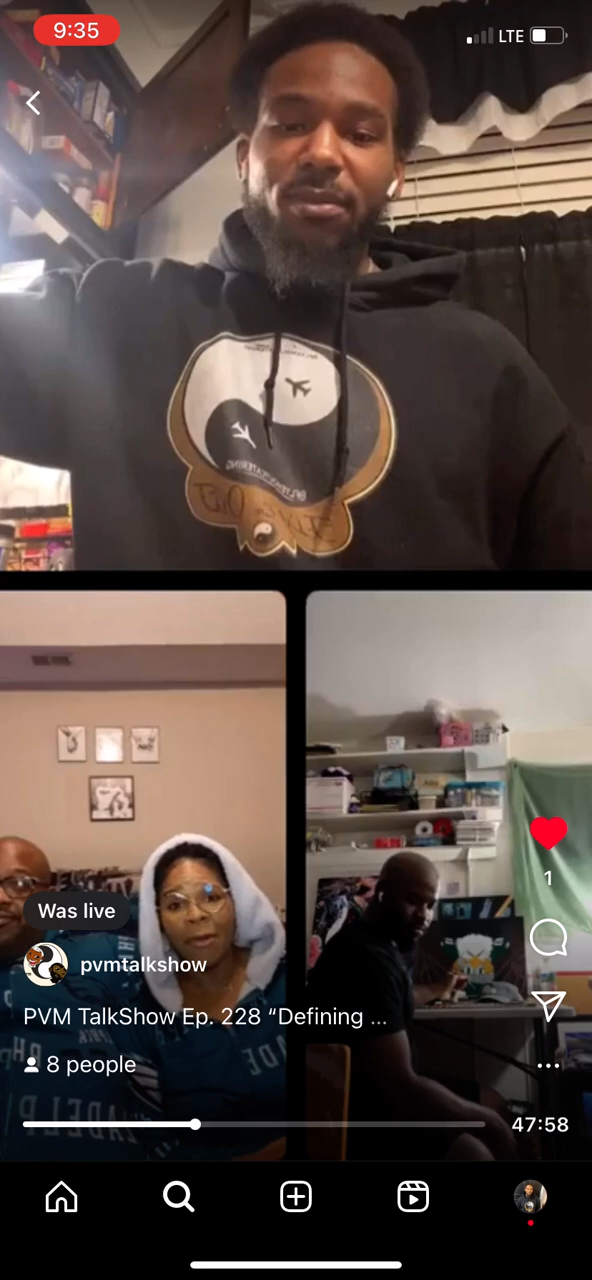 9:35
LTE
Was live
pvmtalkshow
PVM TalkShow Ep. 228 “Defining ...
8 people
47:58
1